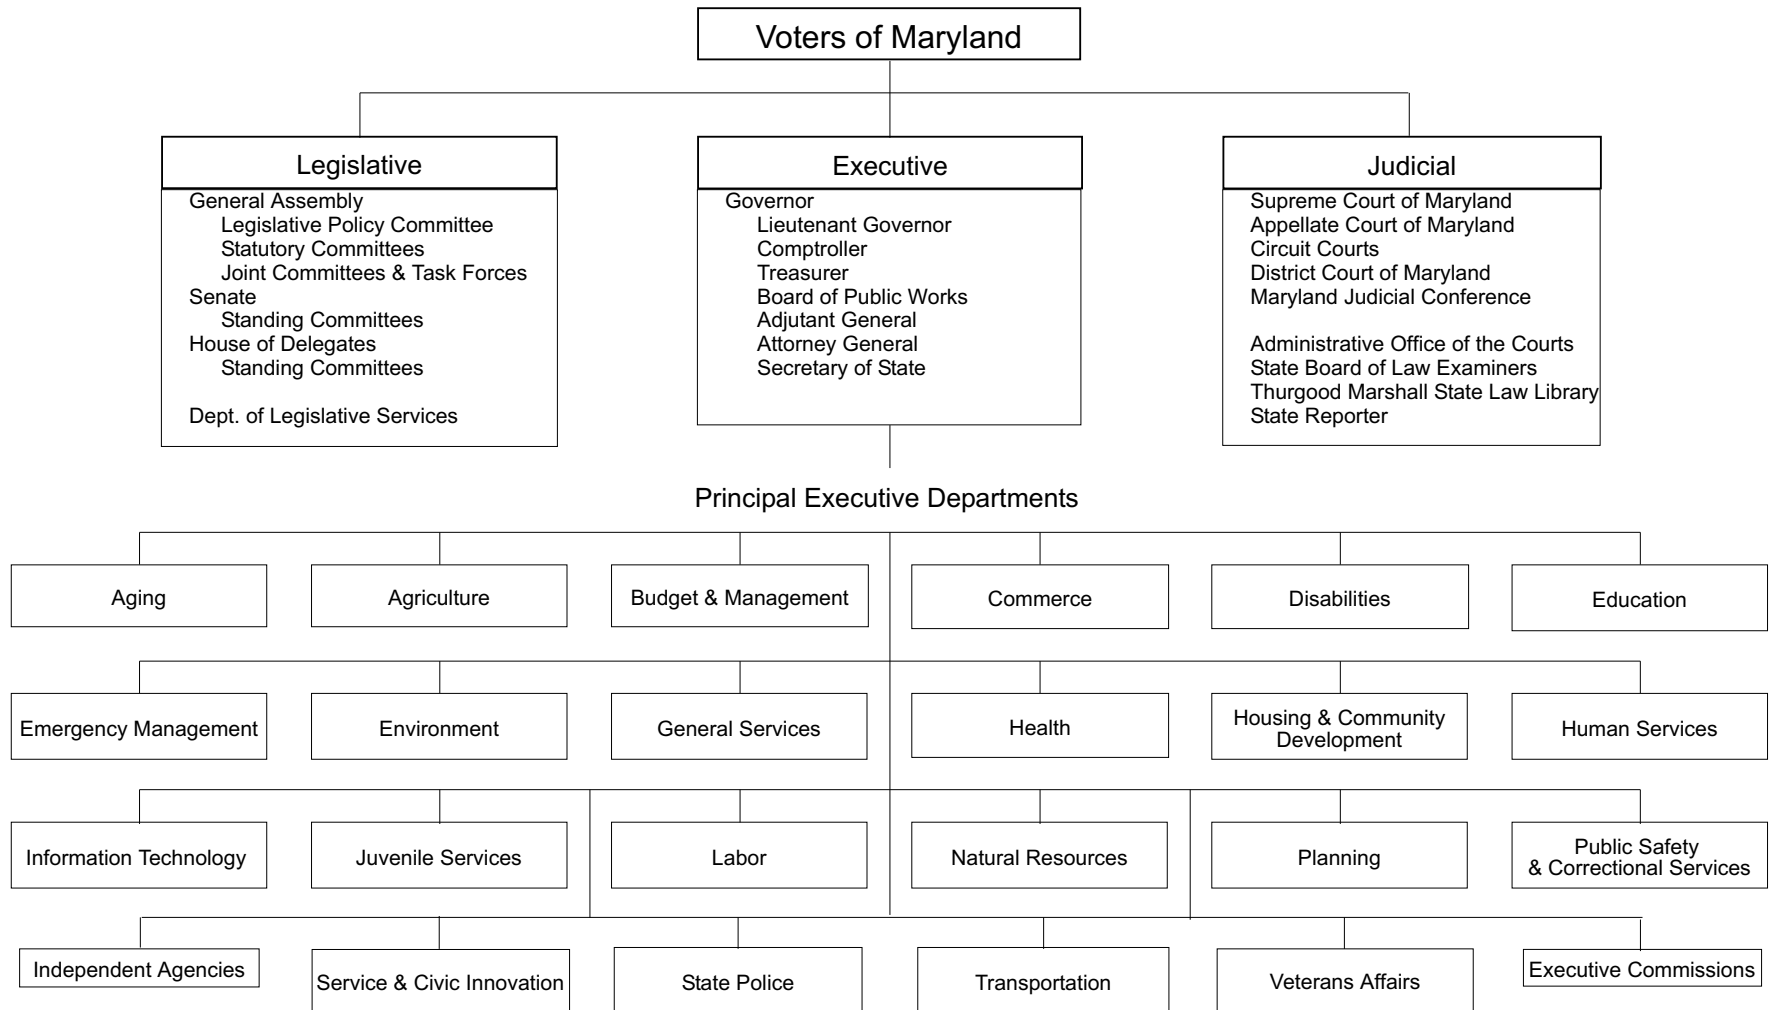 Voters of Maryland
Legislative
General Assembly
Legislative Policy Committee
Statutory Committees
Joint Committees & Task Forces
Senate
Standing Committees
House of Delegates
Standing Committees
Dept. of Legislative Services
Executive
Governor
Lieutenant Governor
Comptroller
Treasurer
Board of Public Works
Adjutant General
Attorney General
Secretary of State
Judicial
Supreme Court of Maryland
Appellate Court of Maryland
Circuit Courts
District Court of Maryland
Maryland Judicial Conference
Administrative Office of the Courts
State Board of Law Examiners
Thurgood Marshall State Law Library
State Reporter
Principal Executive Departments
Aging
Agriculture
Budget & Management
Commerce
Disabilities
Education
Emergency Management
Environment
General Services
Health
Housing & Community
Development
Human Services
Information Technology
Juvenile Services
Labor
Natural Resources
Planning
Public Safety
& Correctional Services
Independent Agencies
Service & Civic Innovation
State Police
Transportation
Veterans Affairs
Executive Commissions